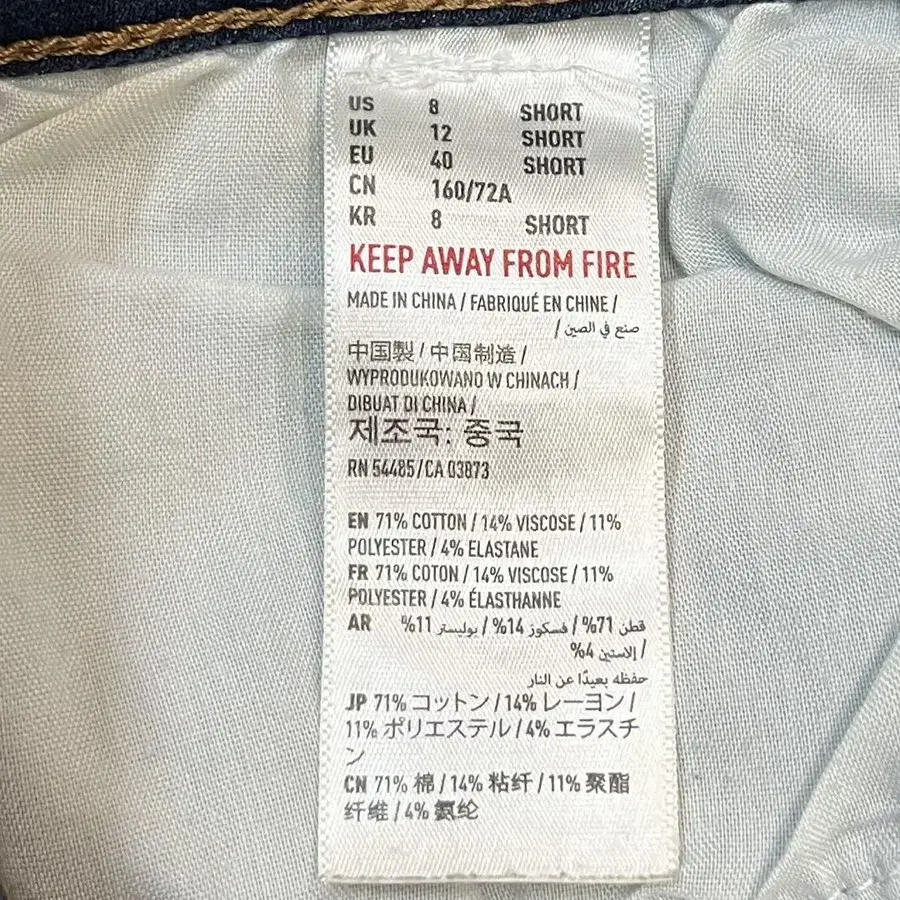 US 8 SHORT
UK 12 SHORT
EU 40 SHORT
CN 160/72A
KR 8 SHORT
KEEP AWAY FROM FIRE
MADE IN CHINA / FABRIQUÉ EN CHINE /
صنع في الصين /
中国製 / 中国制造 /
WYPRODUKOWANO W CHINACH /
DIBUAT DI CHINA /
제조국: 중국
RN 54485/CA 03873
EN 71% COTTON / 14% VISCOSE / 11%
POLYESTER / 4% ELASTANE
FR 71% COTON / 14% VISCOSE / 11%
POLYESTER / 4% ÉLASTHANNE
AR قطن 71% / فسكوز 14% / بوليستر 11%
/ إلاستين 4%
حفظه بعيدًا عن النار
JP 71% コットン / 14% レーヨン /
11% ポリエステル / 4% エラスチ
ン
CN 71% 棉 / 14% 粘纤 / 11% 聚酯
纤维 / 4% 氨纶